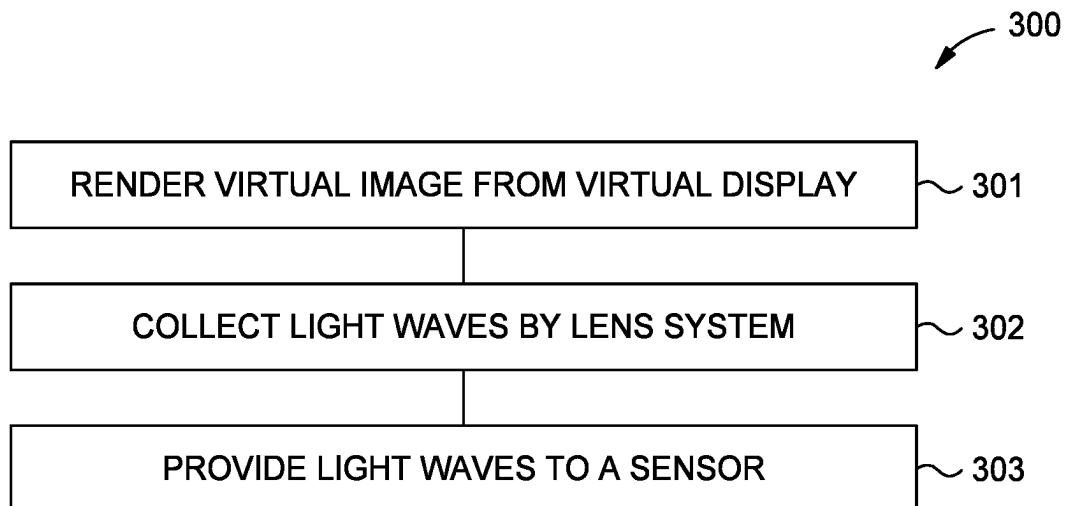 300
RENDER VIRTUAL IMAGE FROM VIRTUAL DISPLAY
301
COLLECT LIGHT WAVES BY LENS SYSTEM
302
PROVIDE LIGHT WAVES TO A SENSOR
303